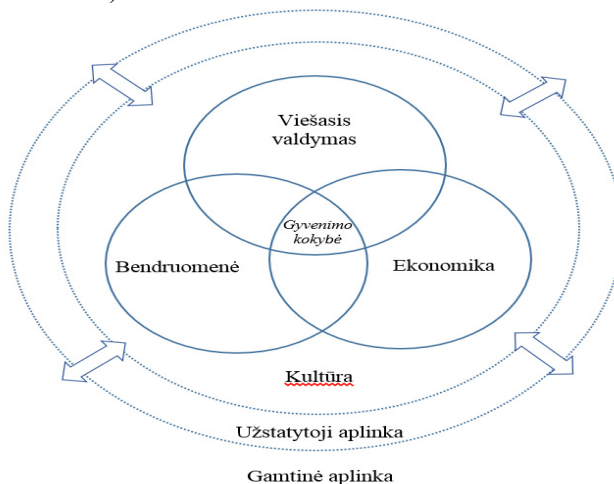 Viešasis
valdymas
Gyvenimo
kokybė
Bendruomenė
Ekonomika
Kultūra
Užstatytoji aplinka
Gamtinė aplinka